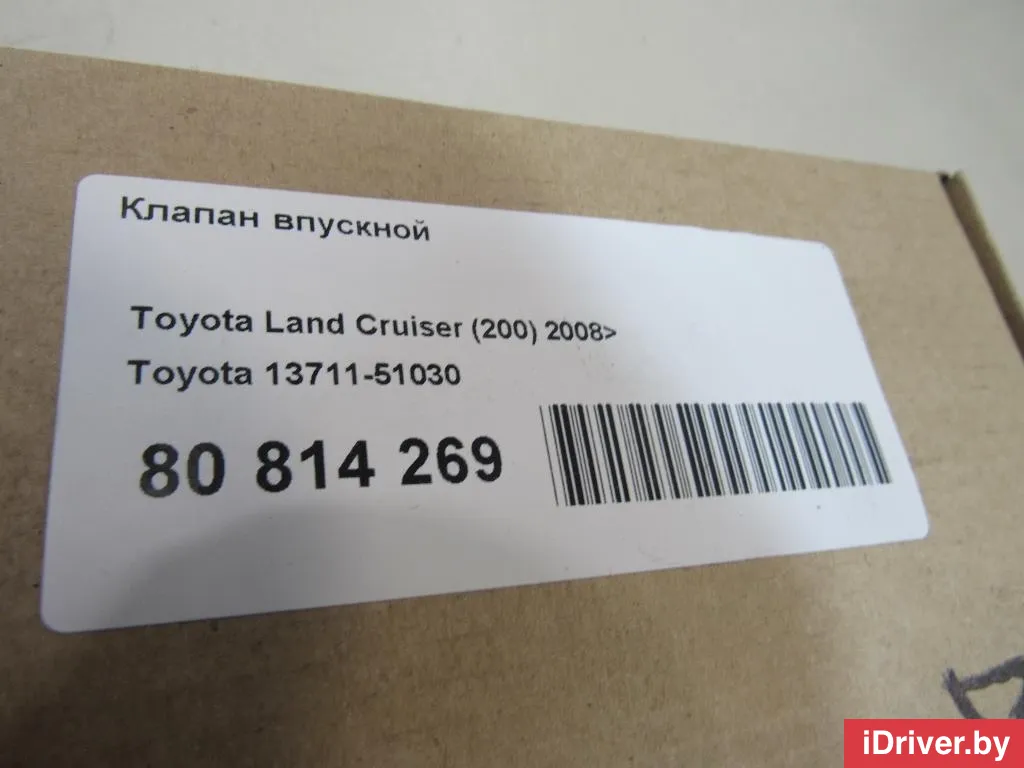 Клапан впускной
Toyota Land Cruiser (200) 2008>
Toyota 13711-51030
80 814 269
iDriver.by